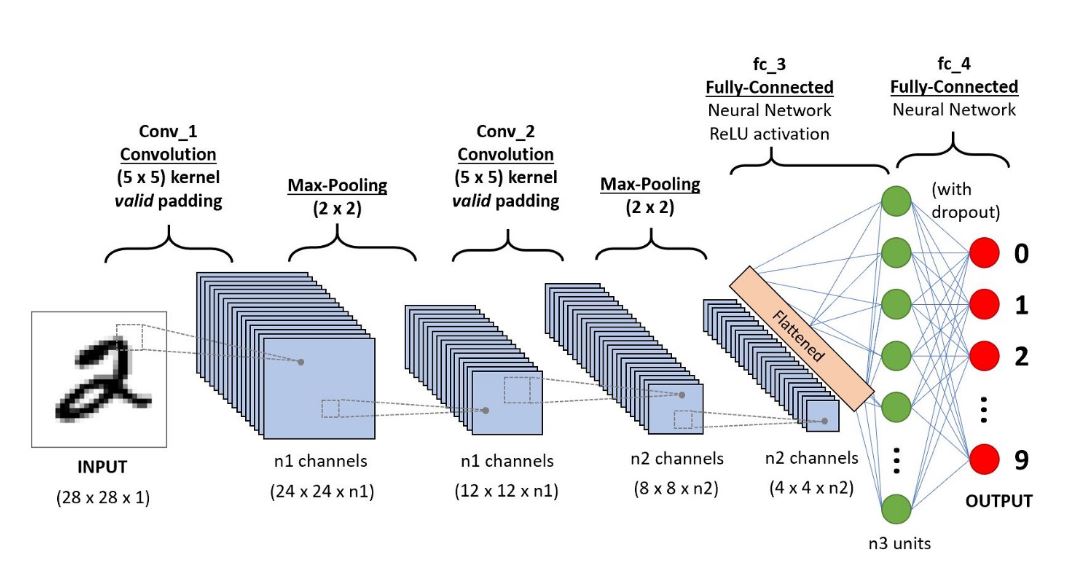 fc_3
Fully-Connected
Neural Network
ReLU activation
fc_4
Fully-Connected
Neural Network
Conv_1
Convolution
(5 x 5) kernel
valid padding
Max-Pooling
(2 x 2)
Conv_2
Convolution
(5 x 5) kernel
valid padding
Max-Pooling
(2 x 2)
(with
dropout)
Flattened
0
1
2
9
OUTPUT
INPUT
(28 x 28 x 1)
n1 channels
(24 x 24 x n1)
n1 channels
(12 x 12 x n1)
n2 channels
(8 x 8 x n2)
n2 channels
(4 x 4 x n2)
n3 units
2